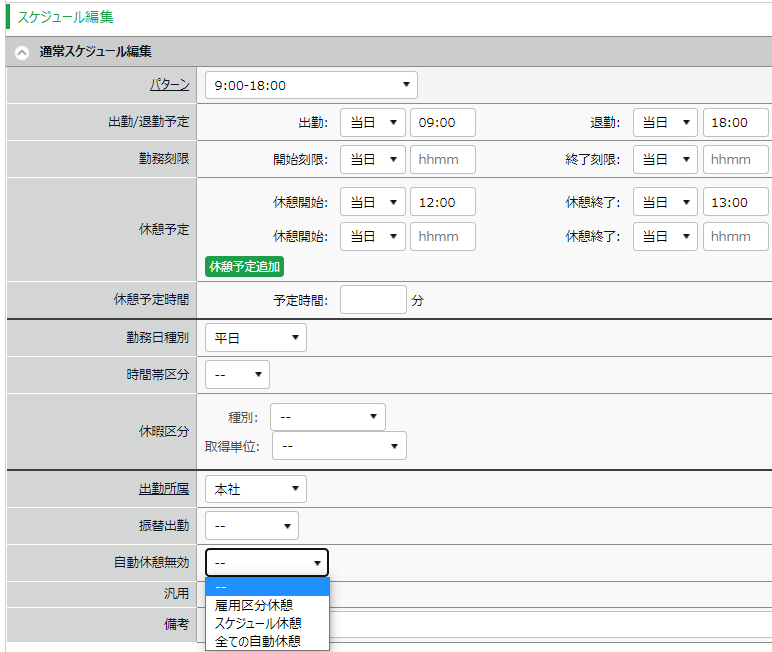 スケジュール編集
通常スケジュール編集
パターン 9:00-18:00
出勤/退勤予定 出勤: 当日 09:00 退勤: 当日 18:00
勤務刻限 開始刻限: 当日 hhmm 終了刻限: 当日 hhmm
休憩予定 休憩開始: 当日 12:00 休憩終了: 当日 13:00
休憩開始: 当日 hhmm 休憩終了: 当日 hhmm
休憩予定追加
休憩予定時間 予定時間: 分
勤務日種別 平日
時間帯区分 --
休暇区分 種別: --
取得単位: --
出勤所属 本社
振替出勤 --
自動休憩無効 --
--
汎用
雇用区分休憩
備考
スケジュール休憩
全ての自動休憩